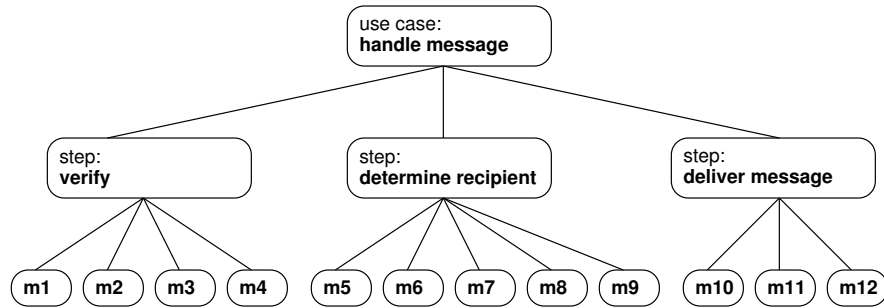 use case:
handle message
step:
verify
step:
determine recipient
step:
deliver message
m1 m2 m3 m4 m5 m6 m7 m8 m9 m10 m11 m12